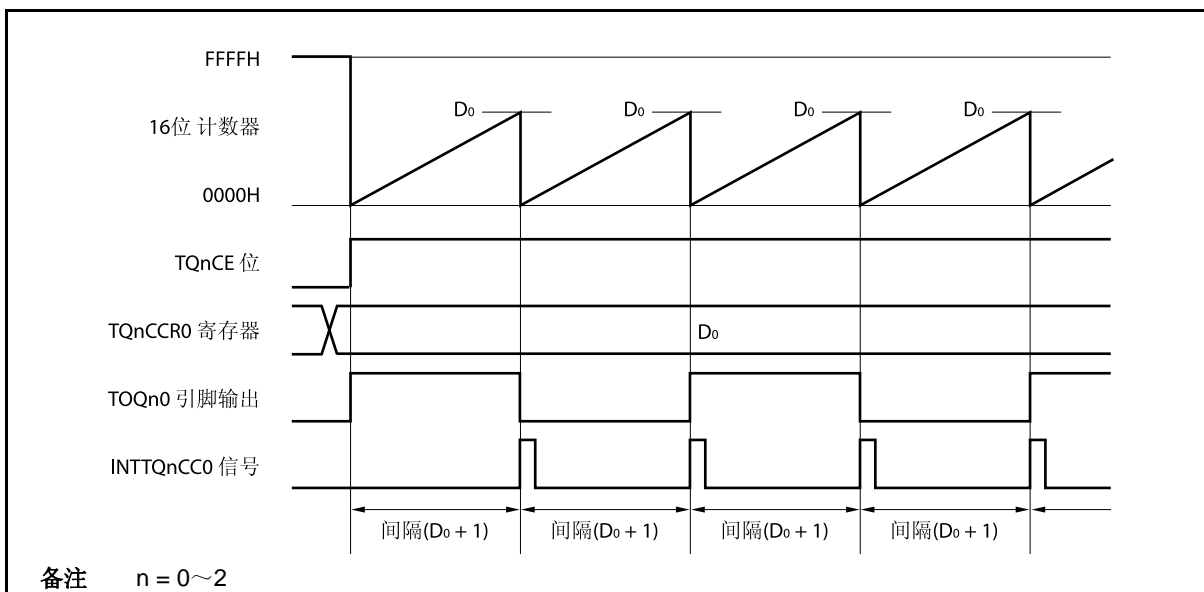 FFFFH
D₀ D₀ D₀ D₀
16位 计数器
0000H
TQnCE 位
TQnCCR0 寄存器
D₀
TOQn0 引脚输出
INTTQnCC0 信号
间隔(D₀ + 1) 间隔(D₀ + 1) 间隔(D₀ + 1) 间隔(D₀ + 1)
备注 n = 0～2